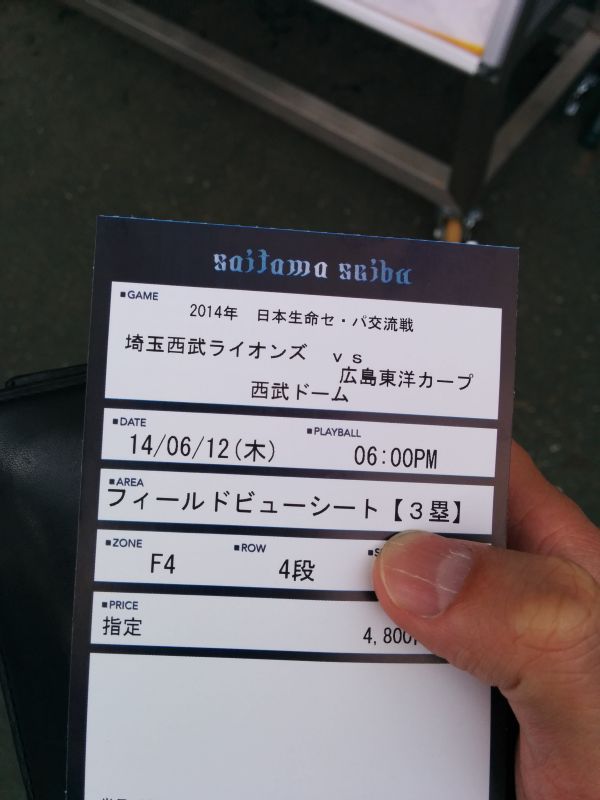 saitama seibu
■GAME
2014年 日本生命セ・パ交流戦
埼玉西武ライオンズ vs
広島東洋カープ
西武ドーム
■DATE ■PLAYBALL
14/06/12(木) 06:00PM
■AREA
フィールドビューシート【3塁】
■ZONE ■ROW
F4 4段
■PRICE
指定 4,800